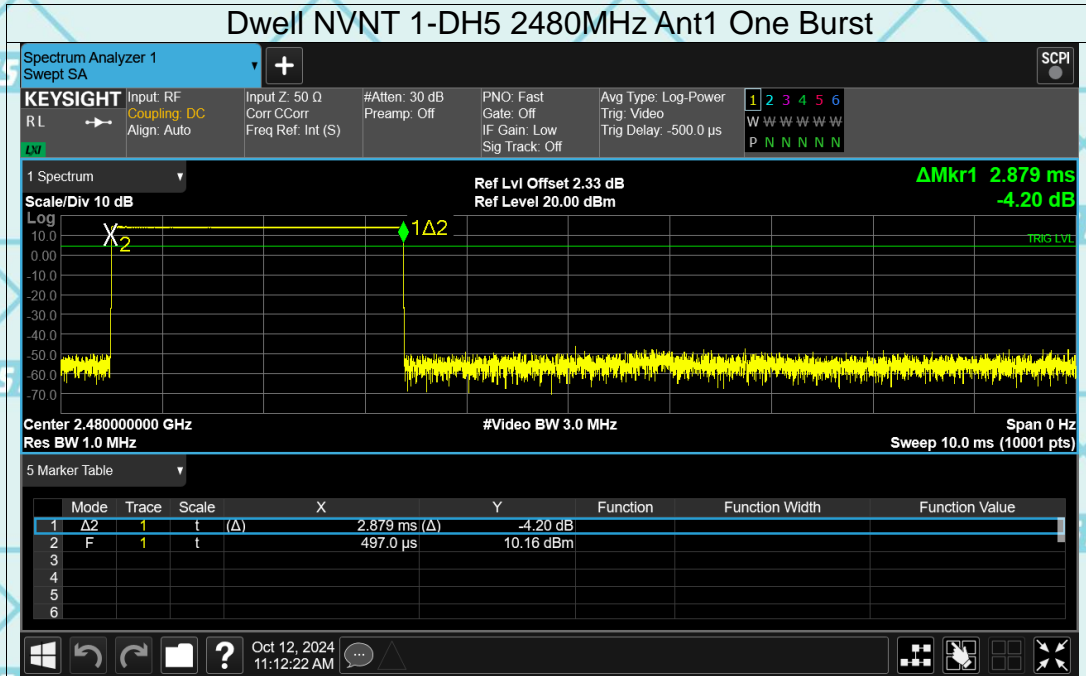 Dwell NVNT 1-DH5 2480MHz Ant1 One Burst
Spectrum Analyzer 1
Swept SA
+
SCPI
KEYSIGHT
RL
LXI
Input: RF
Coupling: DC
Align: Auto
Input Z: 50 Ω
Corr CCorr
Freq Ref: Int (S)
#Atten: 30 dB
Preamp: Off
PNO: Fast
Gate: Off
IF Gain: Low
Sig Track: Off
Avg Type: Log-Power
Trig: Video
Trig Delay: -500.0 µs
1 2 3 4 5 6
W W W W W W
P N N N N N
1 Spectrum
Scale/Div 10 dB
Ref Lvl Offset 2.33 dB
Ref Level 20.00 dBm
ΔMkr1 2.879 ms
-4.20 dB
Log
10.0
0.00
-10.0
-20.0
-30.0
-40.0
-50.0
-60.0
-70.0
X
2
1Δ2
TRIG LVL
Center 2.480000000 GHz
#Video BW 3.0 MHz
Span 0 Hz
Res BW 1.0 MHz
Sweep 10.0 ms (10001 pts)
5 Marker Table
Mode Trace Scale X Y Function Function Width Function Value
1 Δ2 1 t (Δ) 2.879 ms (Δ) -4.20 dB
2 F 1 t 497.0 µs 10.16 dBm
3
4
5
6
?
Oct 12, 2024
11:12:22 AM